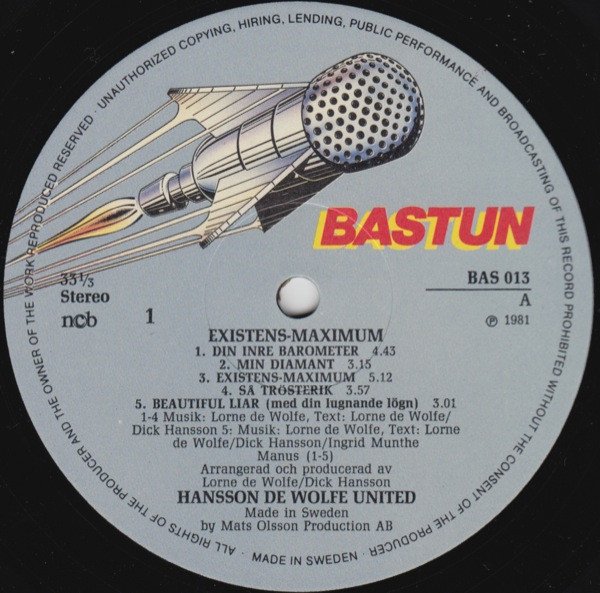 ALL RIGHTS OF THE PRODUCER AND THE OWNER OF THE WORK REPRODUCED RESERVED · UNAUTHORIZED COPYING, HIRING, LENDING, PUBLIC PERFORMANCE AND BROADCASTING OF THIS RECORD PROHIBITED WITHOUT THE CONSENT OF THE PRODUCER ·
BASTUN
33⅓
Stereo
ncb
1
BAS 013
A
℗ 1981
EXISTENS-MAXIMUM
1. DIN INRE BAROMETER 4.43
2. MIN DIAMANT 3.15
3. EXISTENS-MAXIMUM 5.12
4. SÅ TRÖSTERIK 3.57
5. BEAUTIFUL LIAR (med din lugnande lögn) 3.01
1-4 Musik: Lorne de Wolfe, Text: Lorne de Wolfe/
Dick Hansson 5: Musik: Lorne de Wolfe, Text: Lorne
de Wolfe/Dick Hansson/Ingrid Munthe
Manus (1-5)
Arrangerad och producerad av
Lorne de Wolfe/Dick Hansson
HANSSON DE WOLFE UNITED
Made in Sweden
by Mats Olsson Production AB
MADE IN SWEDEN